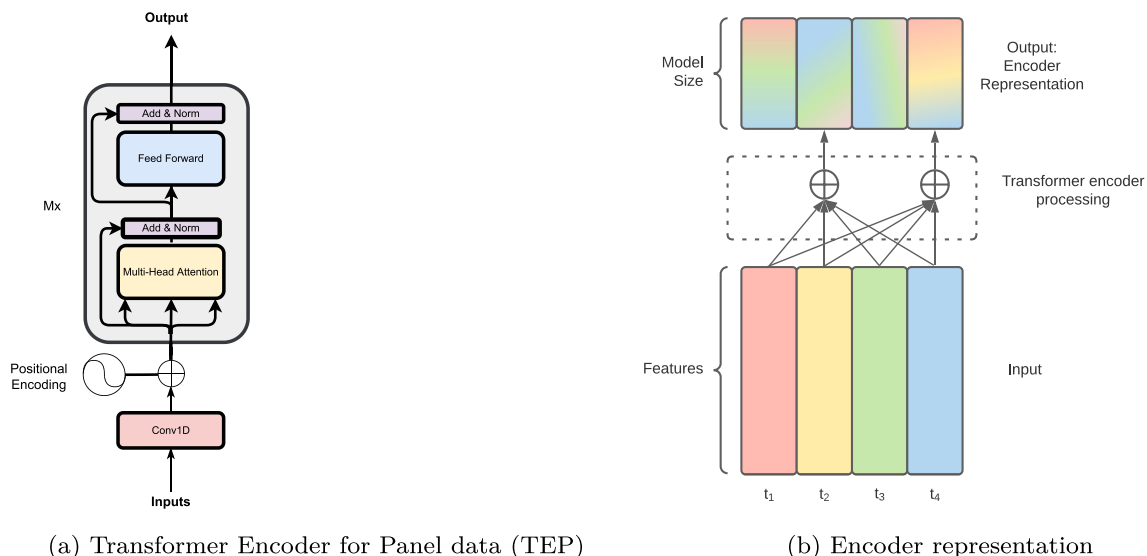 Output
Add & Norm
Feed Forward
Mx
Add & Norm
Multi-Head Attention
Positional
Encoding
Conv1D
Inputs
(a) Transformer Encoder for Panel data (TEP)
Model
Size
Output:
Encoder
Representation
Transformer encoder
processing
Features
Input
t1 t2 t3 t4
(b) Encoder representation